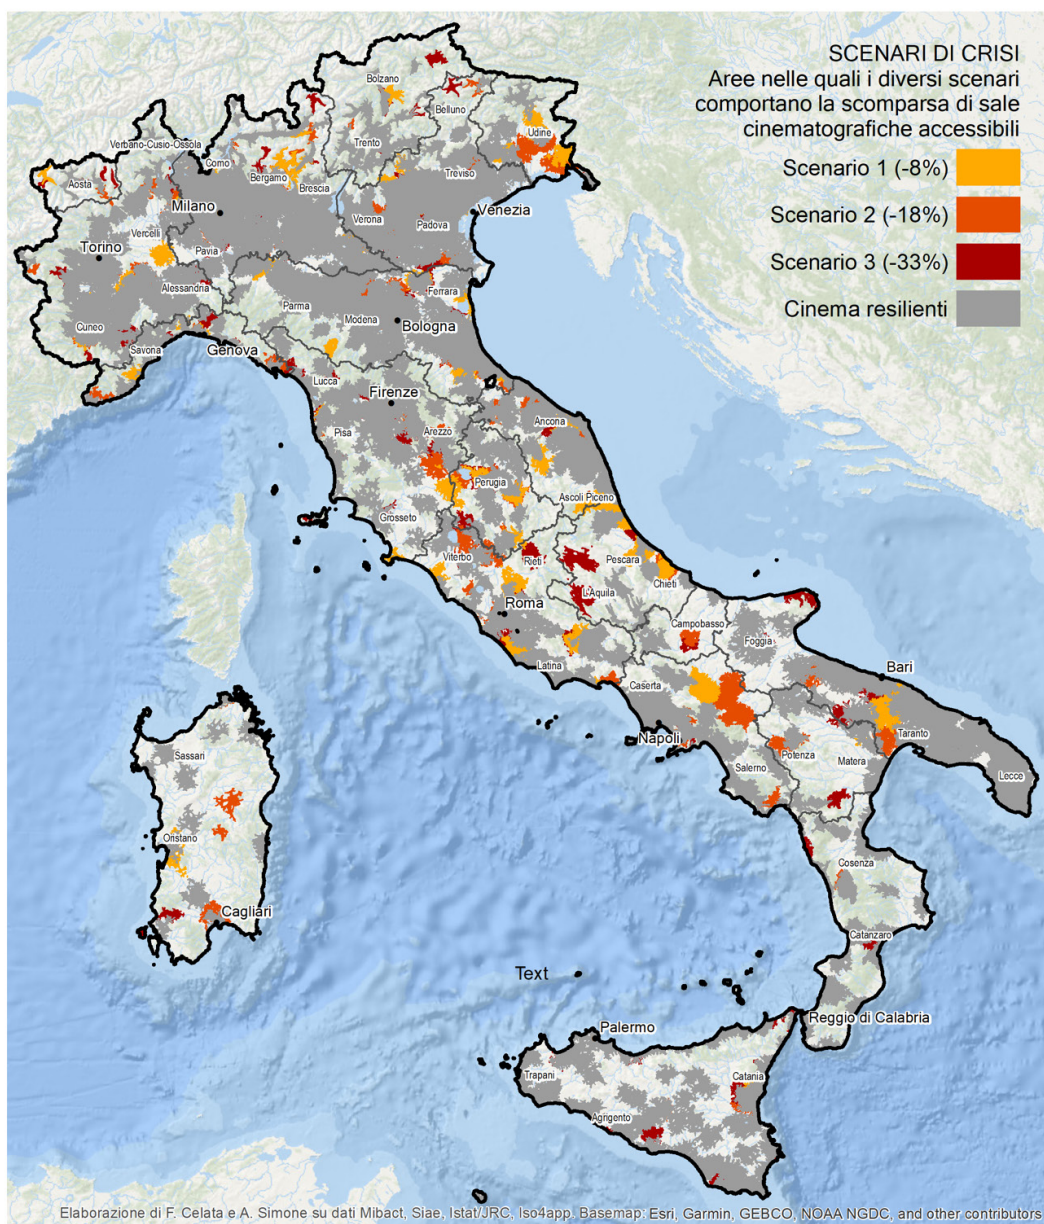 SCENARI DI CRISI
Aree nelle quali i diversi scenari
comportano la scomparsa di sale
cinematografiche accessibili
Scenario 1 (-8%)
Scenario 2 (-18%)
Scenario 3 (-33%)
Cinema resilienti
Bolzano
Belluno
Udine
Verbano-Cusio-Ossola
Trento
Como
Aosta
Bergamo
Treviso
Brescia
Milano
Verona
Venezia
Padova
Vercelli
Torino
Pavia
Alessandria
Ferrara
Parma
Modena
Cuneo
Bologna
Savona
Genova
Lucca
Firenze
Ancona
Pisa
Arezzo
Perugia
Ascoli Piceno
Grosseto
Viterbo
Rieti
Pescara
Chieti
L'Aquila
Roma
Campobasso
Foggia
Latina
Bari
Caserta
Napoli
Taranto
Potenza
Sassari
Salerno
Matera
Lecce
Oristano
Cosenza
Cagliari
Catanzaro
Text
Reggio di Calabria
Palermo
Trapani
Catania
Agrigento
Elaborazione di F. Celata e A. Simone su dati Mibact, Siae, Istat/JRC, Iso4app. Basemap: Esri, Garmin, GEBCO, NOAA NGDC, and other contributors